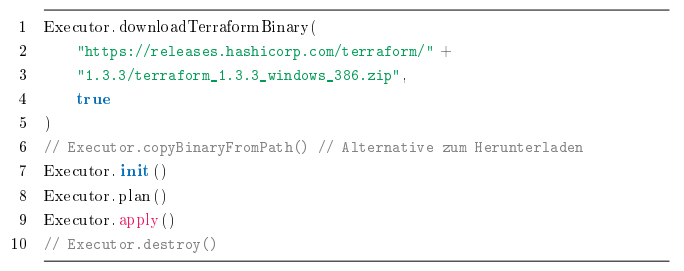 1 Executor.downloadTerraformBinary(
2 "https://releases.hashicorp.com/terraform/" +
3 "1.3.3/terraform_1.3.3_windows_386.zip",
4 true
5 )
6 // Executor.copyBinaryFromPath() // Alternative zum Herunterladen
7 Executor.init()
8 Executor.plan()
9 Executor.apply()
10 // Executor.destroy()